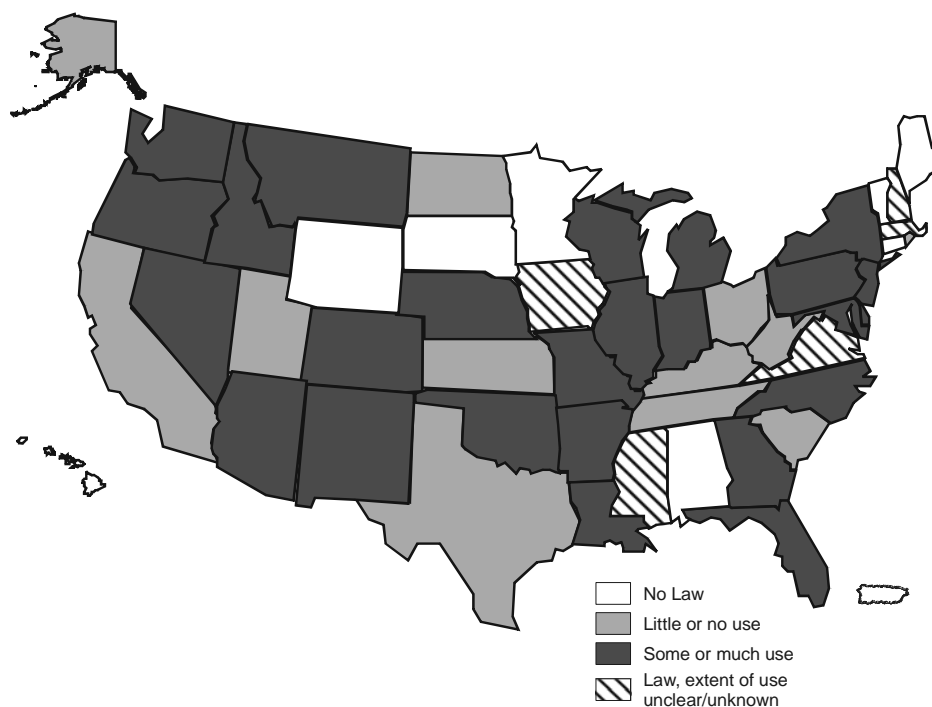 No Law
Little or no use
Some or much use
Law, extent of use
unclear/unknown